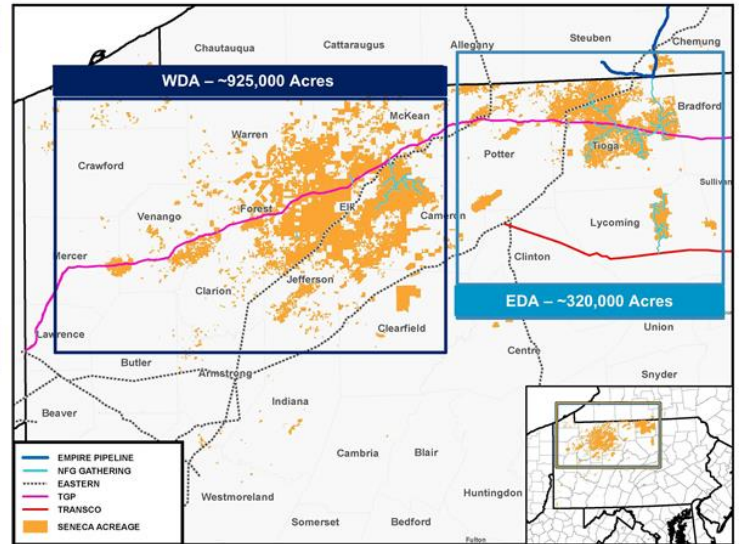 Chautauqua
Cattaraugus
Allegany
Steuben
Chemung
WDA – ~925,000 Acres
McKean
Bradford
Warren
Crawford
Potter
Tioga
Sullivan
Venango
Forest
Elk
Cameron
Lycoming
Mercer
Clinton
Clarion
Jefferson
EDA – ~320,000 Acres
Clearfield
Lawrence
Union
Centre
Butler
Armstrong
Snyder
Beaver
Indiana
Cambria
Blair
Huntingdon
Westmoreland
Somerset
Bedford
Fulton
EMPIRE PIPELINE
NFG GATHERING
EASTERN
TGP
TRANSCO
SENECA ACREAGE